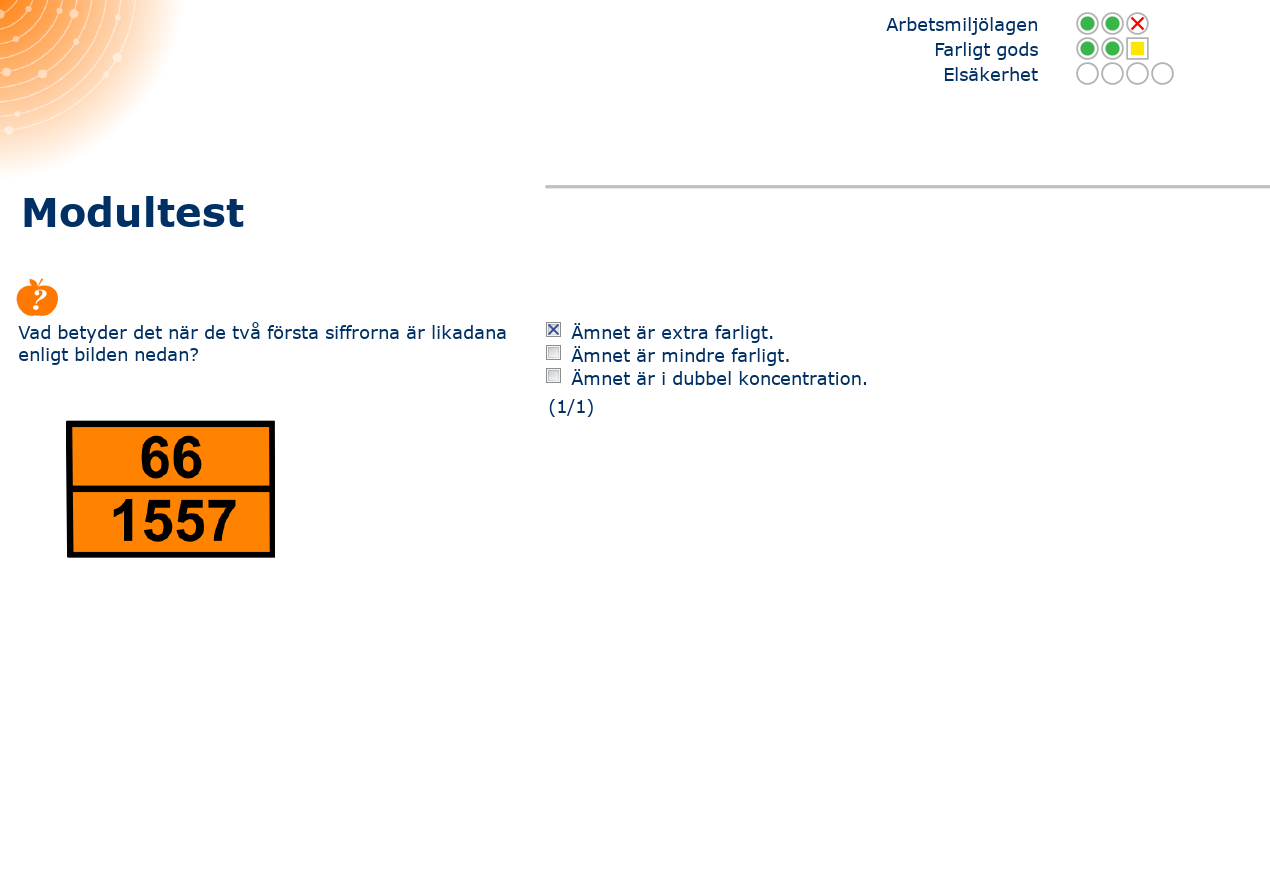 Arbetsmiljölagen
Farligt gods
Elsäkerhet
Modultest
?
Vad betyder det när de två första siffrorna är likadana
enligt bilden nedan?
Ämnet är extra farligt.
Ämnet är mindre farligt.
Ämnet är i dubbel koncentration.
(1/1)
66
1557